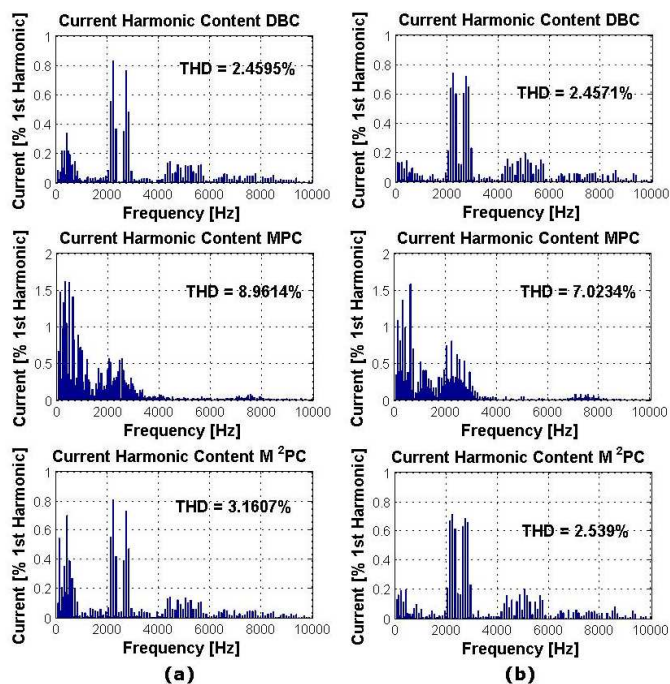 Current Harmonic Content DBC
Current [% 1st Harmonic]
1
0.8
0.6
0.4
0.2
0
THD = 2.4595%
0 2000 4000 6000 8000 10000
Frequency [Hz]
Current Harmonic Content DBC
Current [% 1st Harmonic]
1
0.8
0.6
0.4
0.2
0
THD = 2.4571%
0 2000 4000 6000 8000 10000
Frequency [Hz]
Current Harmonic Content MPC
Current [% 1st Harmonic]
2
1.5
1
0.5
0
THD = 8.9614%
0 2000 4000 6000 8000 10000
Frequency [Hz]
Current Harmonic Content MPC
Current [% 1st Harmonic]
2
1.5
1
0.5
0
THD = 7.0234%
0 2000 4000 6000 8000 10000
Frequency [Hz]
Current Harmonic Content M²PC
Current [% 1st Harmonic]
1
0.8
0.6
0.4
0.2
0
THD = 3.1607%
0 2000 4000 6000 8000 10000
Frequency [Hz]
(a)
Current Harmonic Content M²PC
Current [% 1st Harmonic]
1
0.8
0.6
0.4
0.2
0
THD = 2.539%
0 2000 4000 6000 8000 10000
Frequency [Hz]
(b)